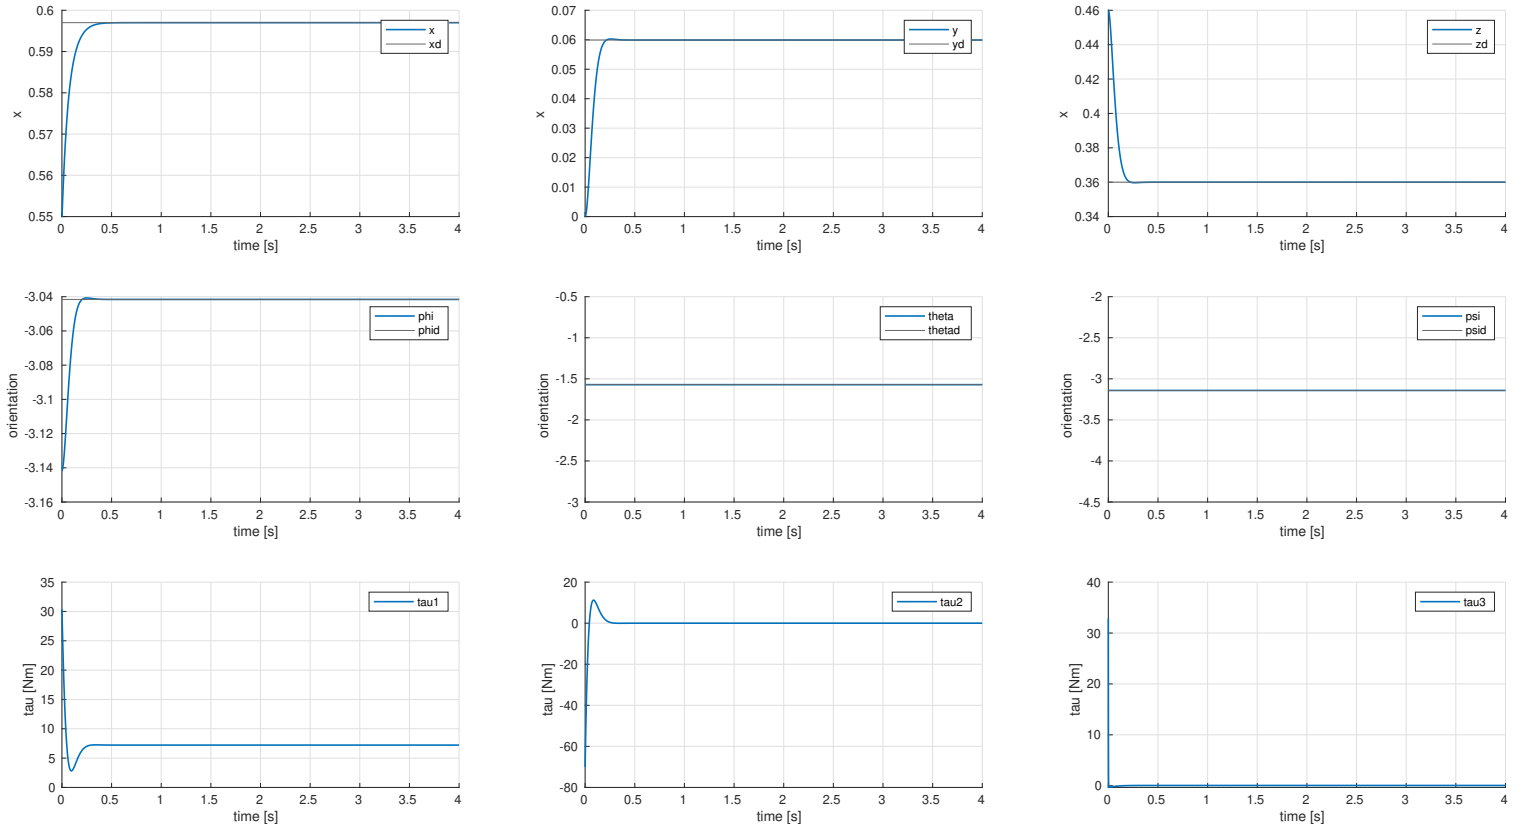 0.6
0.59
0.58
0.57
0.56
0.55
x
x
xd
0 0.5 1 1.5 2 2.5 3 3.5 4
time [s]
0.07
0.06
0.05
0.04
0.03
0.02
0.01
0
x
y
yd
0 0.5 1 1.5 2 2.5 3 3.5 4
time [s]
0.46
0.44
0.42
0.4
0.38
0.36
0.34
x
z
zd
0 0.5 1 1.5 2 2.5 3 3.5 4
time [s]
-3.04
-3.06
-3.08
-3.1
-3.12
-3.14
-3.16
orientation
phi
phid
0 0.5 1 1.5 2 2.5 3 3.5 4
time [s]
-0.5
-1
-1.5
-2
-2.5
-3
orientation
theta
thetad
0 0.5 1 1.5 2 2.5 3 3.5 4
time [s]
-2
-2.5
-3
-3.5
-4
-4.5
orientation
psi
psid
0 0.5 1 1.5 2 2.5 3 3.5 4
time [s]
35
30
25
20
15
10
5
0
tau [Nm]
tau1
0 0.5 1 1.5 2 2.5 3 3.5 4
time [s]
20
0
-20
-40
-60
-80
tau [Nm]
tau2
0 0.5 1 1.5 2 2.5 3 3.5 4
time [s]
40
30
20
10
0
tau [Nm]
tau3
0 0.5 1 1.5 2 2.5 3 3.5 4
time [s]